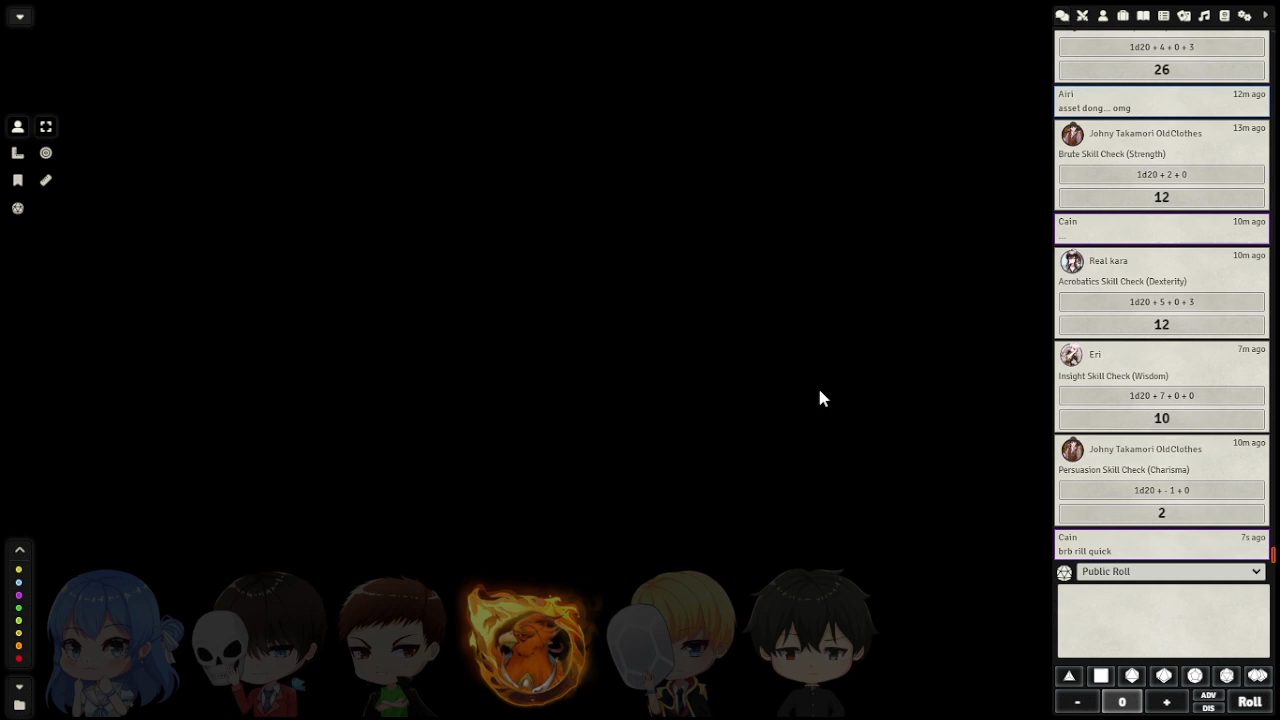 1d20 + 4 + 0 + 3
26
Airi 12m ago
asset dong... omg
Johny Takamori OldClothes 13m ago
Brute Skill Check (Strength)
1d20 + 2 + 0
12
Cain 10m ago
...
Real kara 10m ago
Acrobatics Skill Check (Dexterity)
1d20 + 5 + 0 + 3
12
Eri 7m ago
Insight Skill Check (Wisdom)
1d20 + 7 + 0 + 0
10
Johny Takamori OldClothes 10m ago
Persuasion Skill Check (Charisma)
1d20 + - 1 + 0
2
Cain 7s ago
brb rill quick
Public Roll
ADV
- 0 + DIS Roll